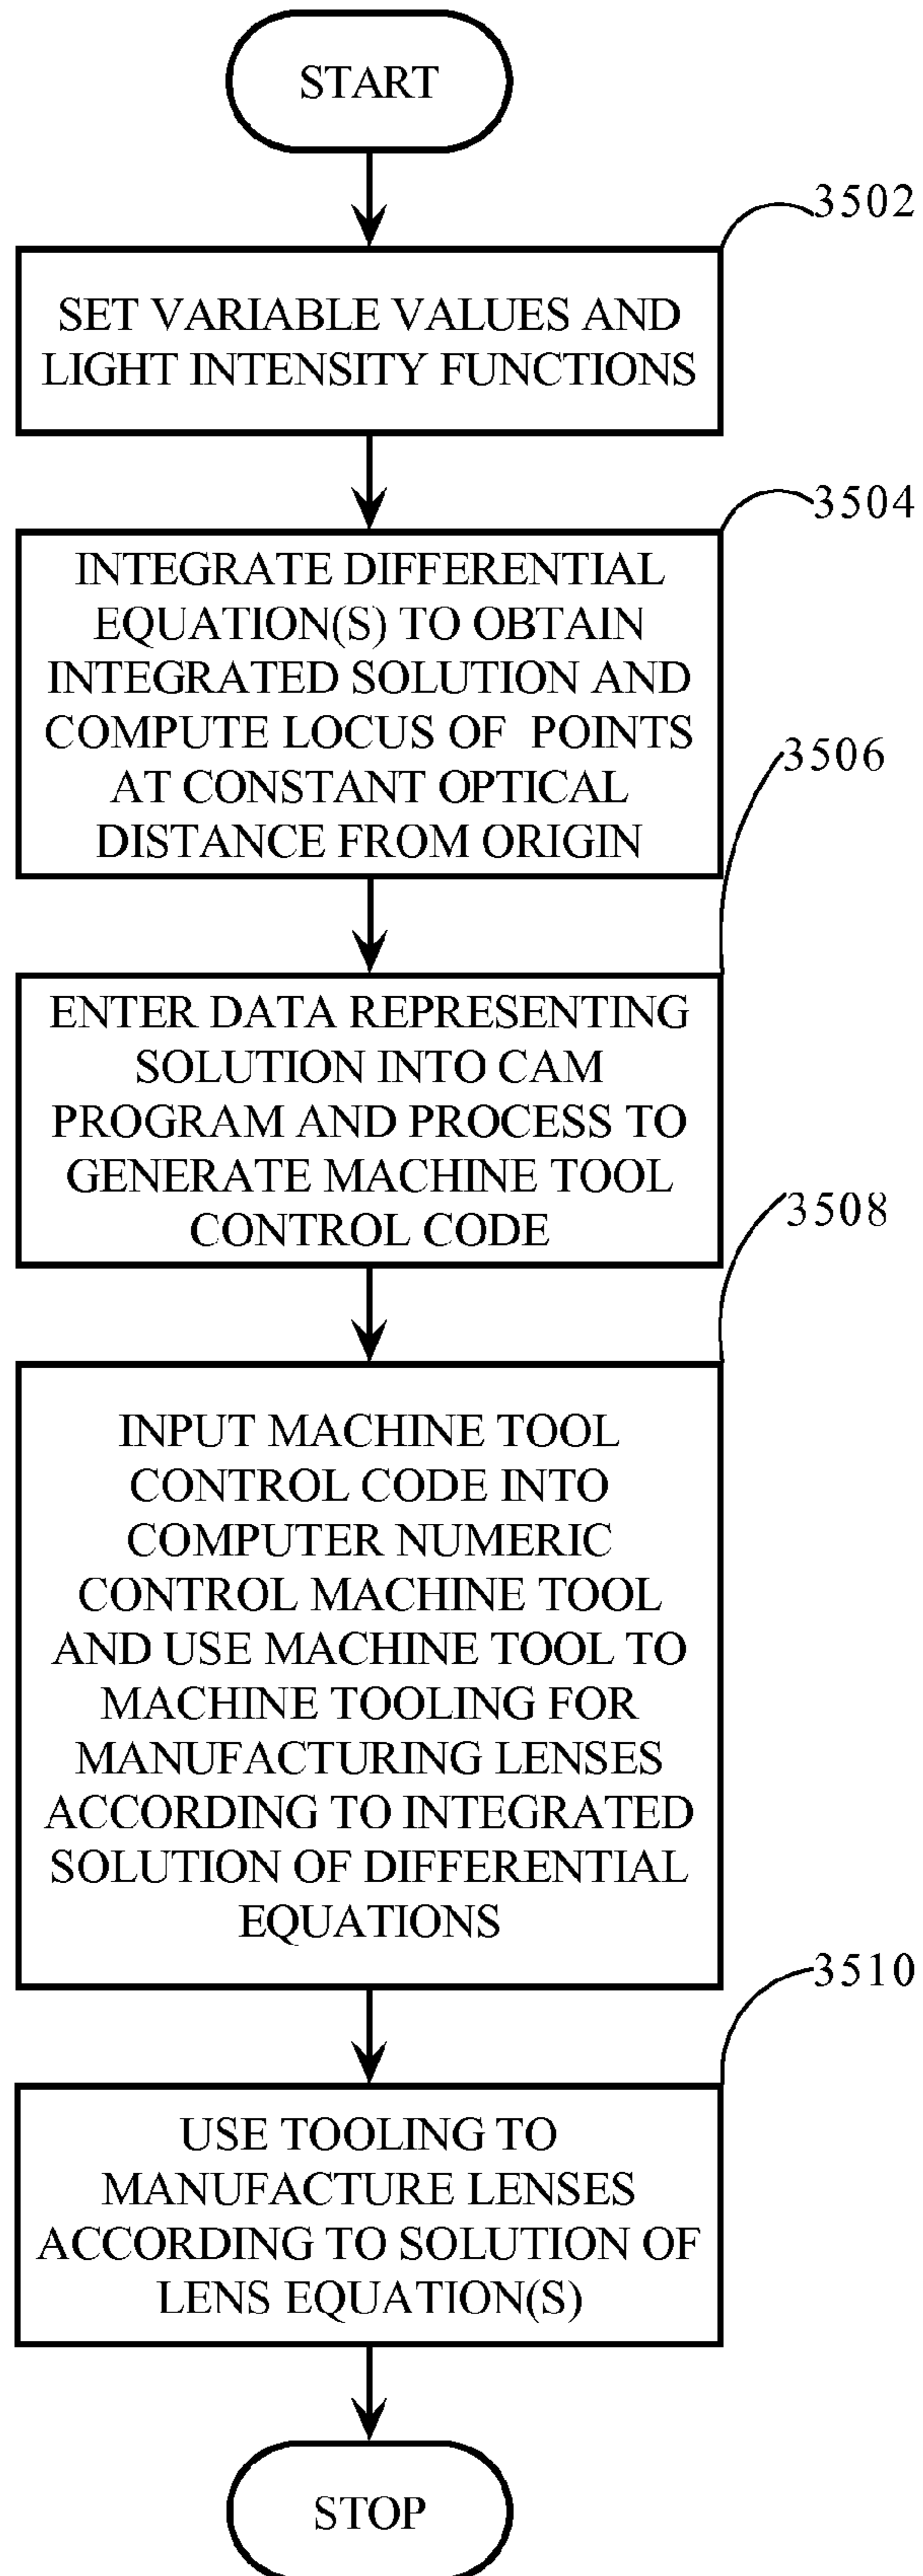 START
3502
SET VARIABLE VALUES AND
LIGHT INTENSITY FUNCTIONS
3504
INTEGRATE DIFFERENTIAL
EQUATION(S) TO OBTAIN
INTEGRATED SOLUTION AND
COMPUTE LOCUS OF POINTS
AT CONSTANT OPTICAL
DISTANCE FROM ORIGIN
3506
ENTER DATA REPRESENTING
SOLUTION INTO CAM
PROGRAM AND PROCESS TO
GENERATE MACHINE TOOL
CONTROL CODE
3508
INPUT MACHINE TOOL
CONTROL CODE INTO
COMPUTER NUMERIC
CONTROL MACHINE TOOL
AND USE MACHINE TOOL TO
MACHINE TOOLING FOR
MANUFACTURING LENSES
ACCORDING TO INTEGRATED
SOLUTION OF DIFFERENTIAL
EQUATIONS
3510
USE TOOLING TO
MANUFACTURE LENSES
ACCORDING TO SOLUTION OF
LENS EQUATION(S)
STOP